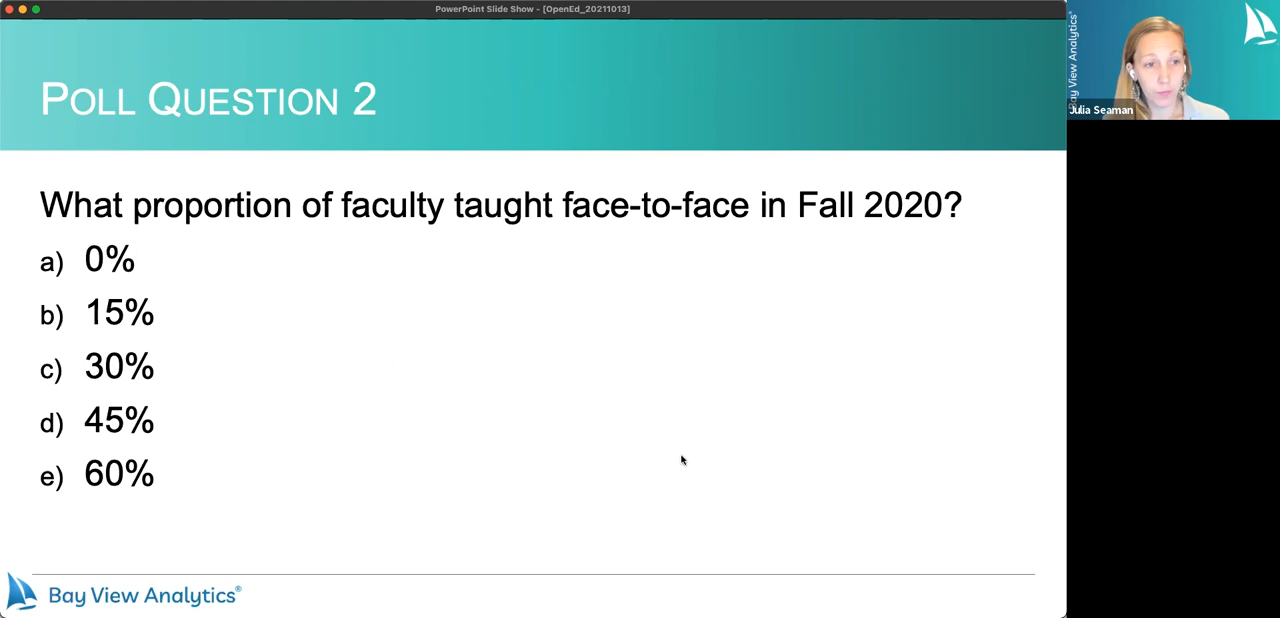 PowerPoint Slide Show - [OpenEd_20211013]
POLL QUESTION 2
What proportion of faculty taught face-to-face in Fall 2020?
a) 0%
b) 15%
c) 30%
d) 45%
e) 60%
Bay View Analytics®
Bay View Analytics®
Julia Seaman